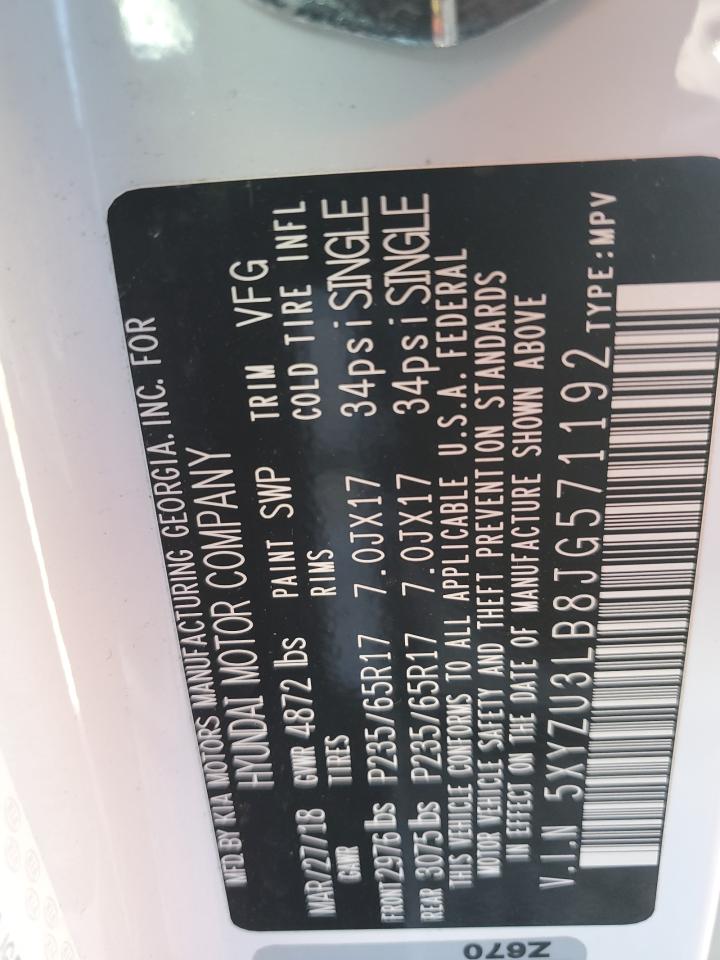 MFD BY KIA MOTORS MANUFACTURING GEORGIA, INC. FOR
HYUNDAI MOTOR COMPANY
MAR/27/18 GVWR 4872 lbs PAINT SWP TRIM VFG
GAWR TIRES RIMS COLD TIRE INFL
FRONT 2976 lbs P235/65R17 7.0JX17 34psi SINGLE
REAR 3075 lbs P235/65R17 7.0JX17 34psi SINGLE
THIS VEHICLE CONFORMS TO ALL APPLICABLE U.S.A. FEDERAL
MOTOR VEHICLE SAFETY AND THEFT PREVENTION STANDARDS
IN EFFECT ON THE DATE OF MANUFACTURE SHOWN ABOVE
V.I.N 5XYZU3LB8JG571192 TYPE:MPV
Z670